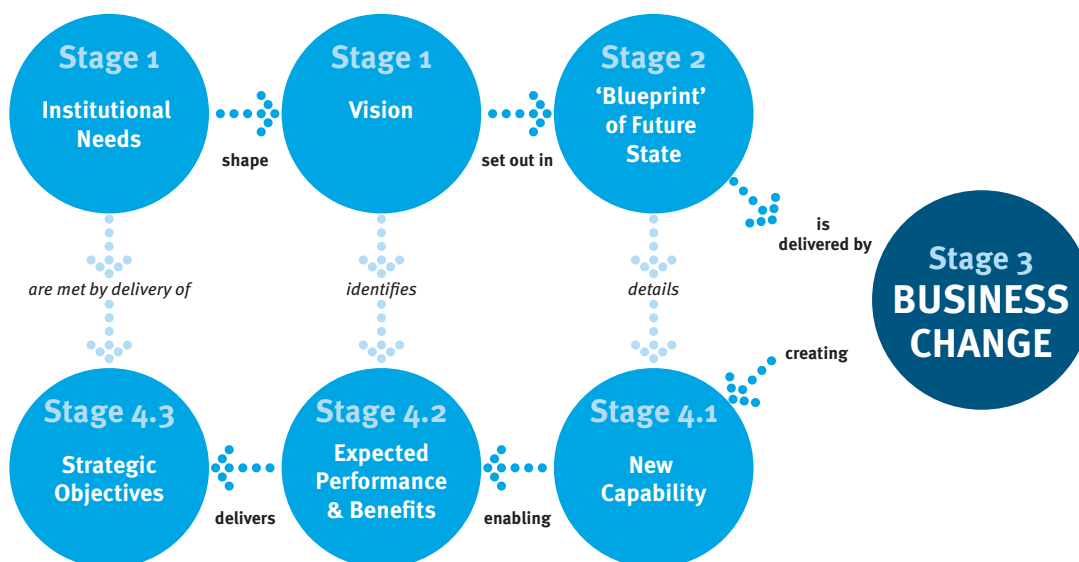 Stage 1
Institutional
Needs
shape
Stage 1
Vision
set out in
Stage 2
‘Blueprint’
of Future
State
is
delivered by
Stage 3
BUSINESS
CHANGE
are met by delivery of
identifies
details
creating
Stage 4.3
Strategic
Objectives
delivers
Stage 4.2
Expected
Performance
& Benefits
enabling
Stage 4.1
New
Capability